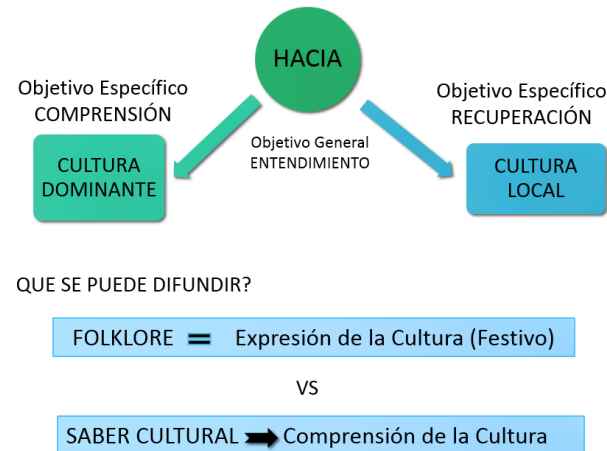 HACIA
Objetivo Específico
COMPRENSIÓN
Objetivo Específico
RECUPERACIÓN
Objetivo General
ENTENDIMIENTO
CULTURA
DOMINANTE
CULTURA
LOCAL
QUE SE PUEDE DIFUNDIR?
FOLKLORE = Expresión de la Cultura (Festivo)
VS
SABER CULTURAL ➡ Comprensión de la Cultura